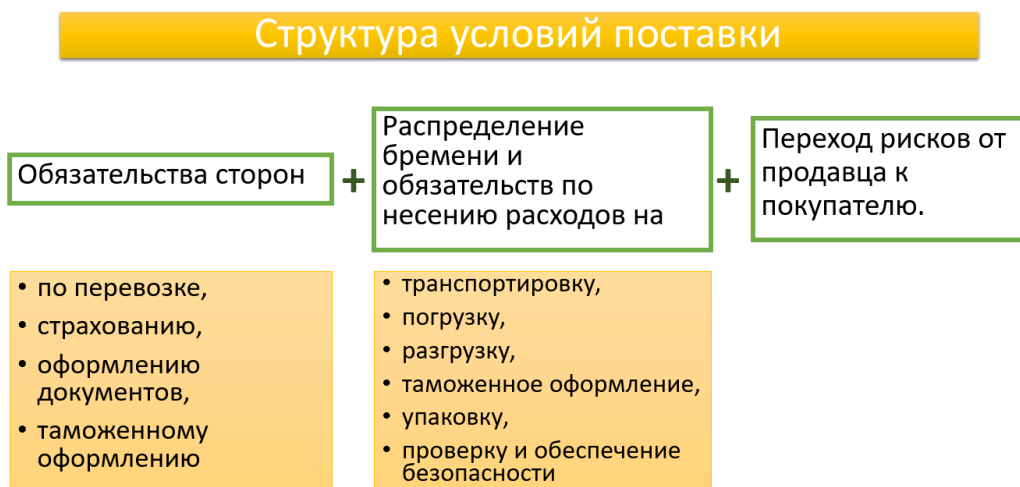 Структура условий поставки
Обязательства сторон
+
Распределение
бремени и
обязательств по
несению расходов на
+
Переход рисков от
продавца к
покупателю.
• по перевозке,
• страхованию,
• оформлению
документов,
• таможенному
оформлению
• транспортировку,
• погрузку,
• разгрузку,
• таможенное оформление,
• упаковку,
• проверку и обеспечение
безопасности